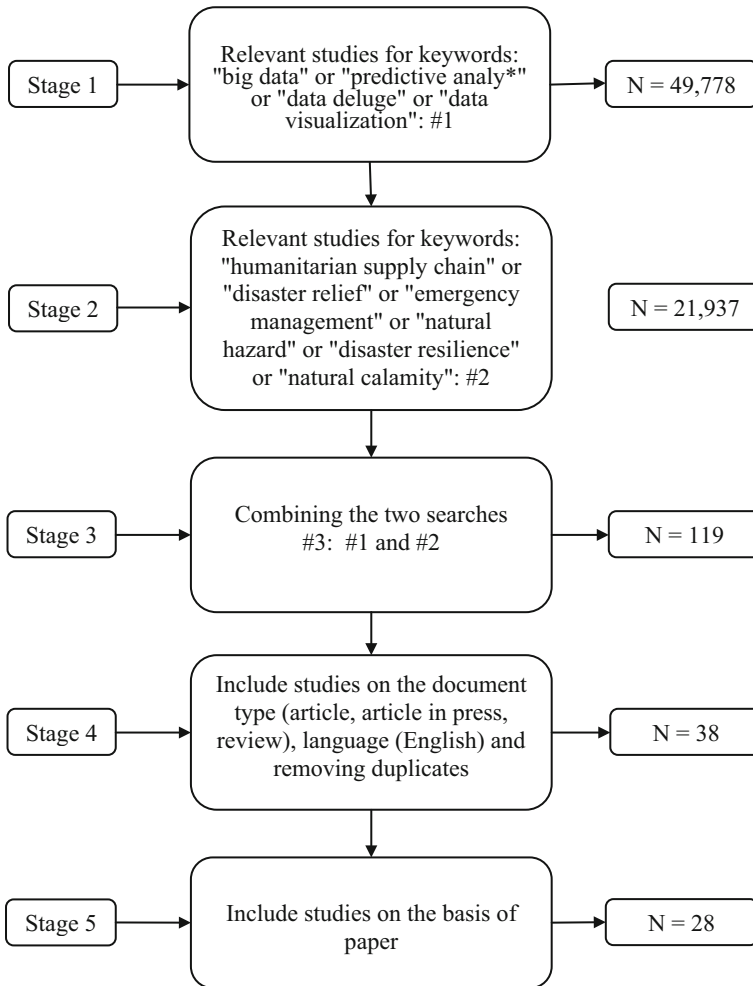 Stage 1
Relevant studies for keywords:
"big data" or "predictive analy*"
or "data deluge" or "data
visualization": #1
N = 49,778
Stage 2
Relevant studies for keywords:
"humanitarian supply chain" or
"disaster relief" or "emergency
management" or "natural
hazard" or "disaster resilience"
or "natural calamity": #2
N = 21,937
Stage 3
Combining the two searches
#3: #1 and #2
N = 119
Stage 4
Include studies on the document
type (article, article in press,
review), language (English) and
removing duplicates
N = 38
Stage 5
Include studies on the basis of
paper
N = 28